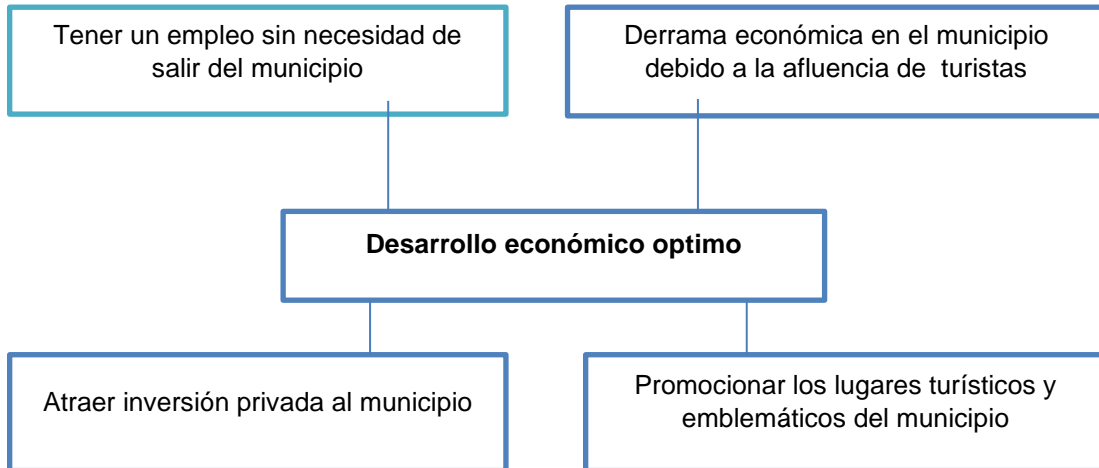 Tener un empleo sin necesidad de
salir del municipio
Derrama económica en el municipio
debido a la afluencia de turistas
Desarrollo económico optimo
Atraer inversión privada al municipio
Promocionar los lugares turísticos y
emblemáticos del municipio